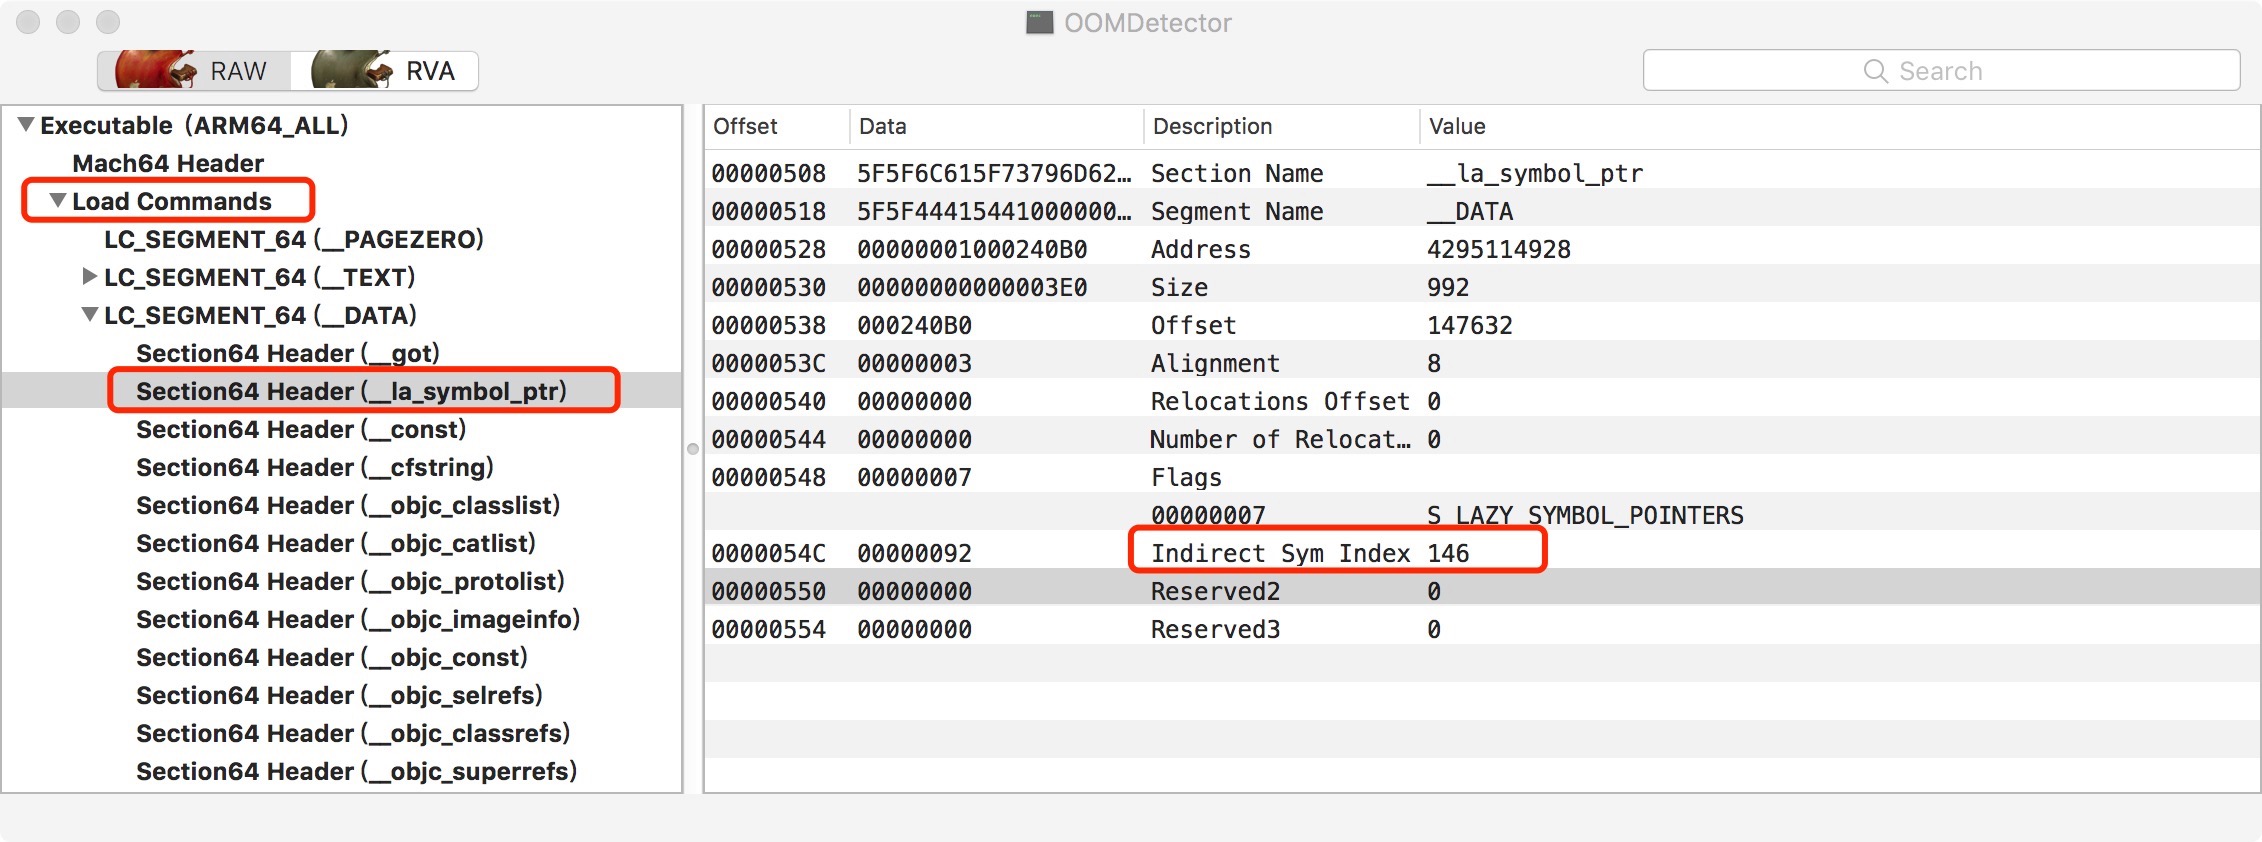 OOMDetector
RAW RVA Search
Executable (ARM64_ALL)
Mach64 Header
Load Commands
LC_SEGMENT_64 (__PAGEZERO)
LC_SEGMENT_64 (__TEXT)
LC_SEGMENT_64 (__DATA)
Section64 Header (__got)
Section64 Header (__la_symbol_ptr)
Section64 Header (__const)
Section64 Header (__cfstring)
Section64 Header (__objc_classlist)
Section64 Header (__objc_catlist)
Section64 Header (__objc_protolist)
Section64 Header (__objc_imageinfo)
Section64 Header (__objc_const)
Section64 Header (__objc_selrefs)
Section64 Header (__objc_classrefs)
Section64 Header (__objc_superrefs)
Offset Data Description Value
00000508 5F5F6C615F73796D62… Section Name __la_symbol_ptr
00000518 5F5F44415441000000… Segment Name __DATA
00000528 00000001000240B0 Address 4295114928
00000530 00000000000003E0 Size 992
00000538 000240B0 Offset 147632
0000053C 00000003 Alignment 8
00000540 00000000 Relocations Offset 0
00000544 00000000 Number of Relocat… 0
00000548 00000007 Flags
00000007 S_LAZY_SYMBOL_POINTERS
0000054C 00000092 Indirect Sym Index 146
00000550 00000000 Reserved2 0
00000554 00000000 Reserved3 0